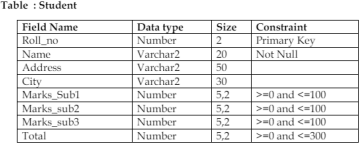 Table : Student
Field Name Data type Size Constraint
Roll_no Number 2 Primary Key
Name Varchar2 20 Not Null
Address Varchar2 50
City Varchar2 30
Marks_Sub1 Number 5,2 >=0 and <=100
Marks_sub2 Number 5,2 >=0 and <=100
Marks_sub3 Number 5,2 >=0 and <=100
Total Number 5,2 >=0 and <=300